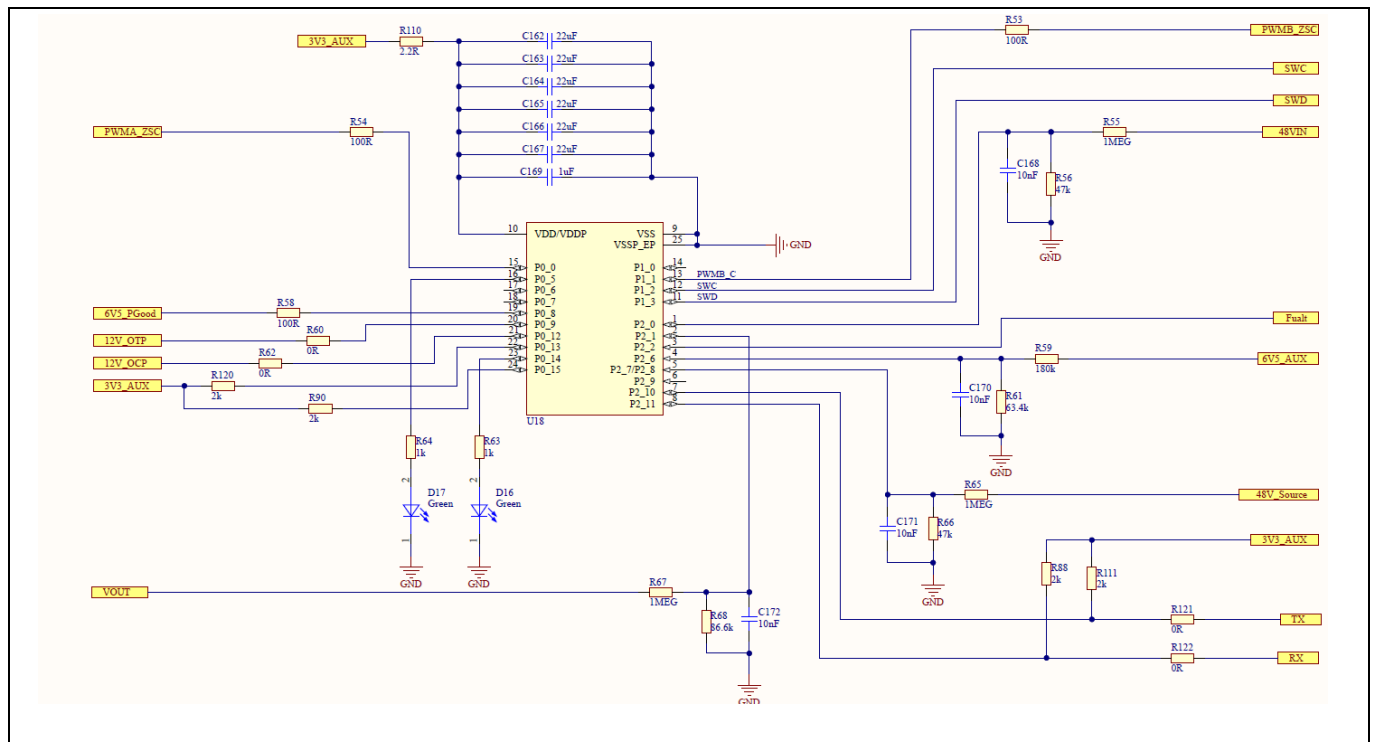 R53
100R
PWMB_ZSC
R110
2.2R
3V3_AUX
C162 22uF
C163 22uF
C164 22uF
C165 22uF
C166 22uF
C167 22uF
C169 1uF
SWC
SWD
R54
100R
PWMA_ZSC
R55
1MEG
48VIN
C168
10nF
R56
47k
GND
10 VDD/VDDP
VSS 9
VSSP_EP 25
GND
15 P0_0
16 P0_5
17 P0_6
18 P0_7
19 P0_8
20 P0_9
21 P0_12
22 P0_13
23 P0_14
24 P0_15
P1_0 14
P1_1 13 PWMB_C
P1_2 12 SWC
P1_3 11 SWD
P2_0 1
P2_1 2
P2_2 3
P2_6 4
P2_7/P2_8 5
P2_9 6
P2_10 7
P2_11 8
U18
6V5_PGood
R58
100R
12V_OTP
R60
0R
12V_OCP
R62
0R
3V3_AUX
R120
2k
R90
2k
Fualt
R59
180k
6V5_AUX
C170
10nF
R61
63.4k
GND
R64
1k
R63
1k
2
D17
Green
1
GND
2
D16
Green
1
GND
R65
1MEG
48V_Source
C171
10nF
R66
47k
GND
3V3_AUX
R88
2k
R111
2k
R121
0R
TX
R122
0R
RX
VOUT
R67
1MEG
R68
86.6k
C172
10nF
GND